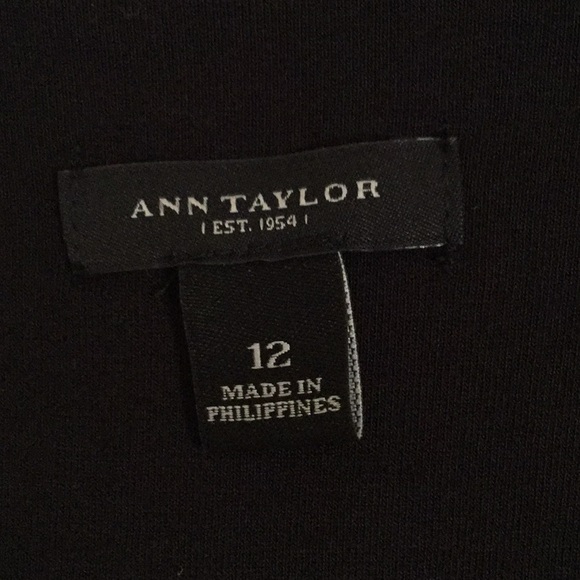 ANN TAYLOR
| EST. 1954 |
12
MADE IN
PHILIPPINES